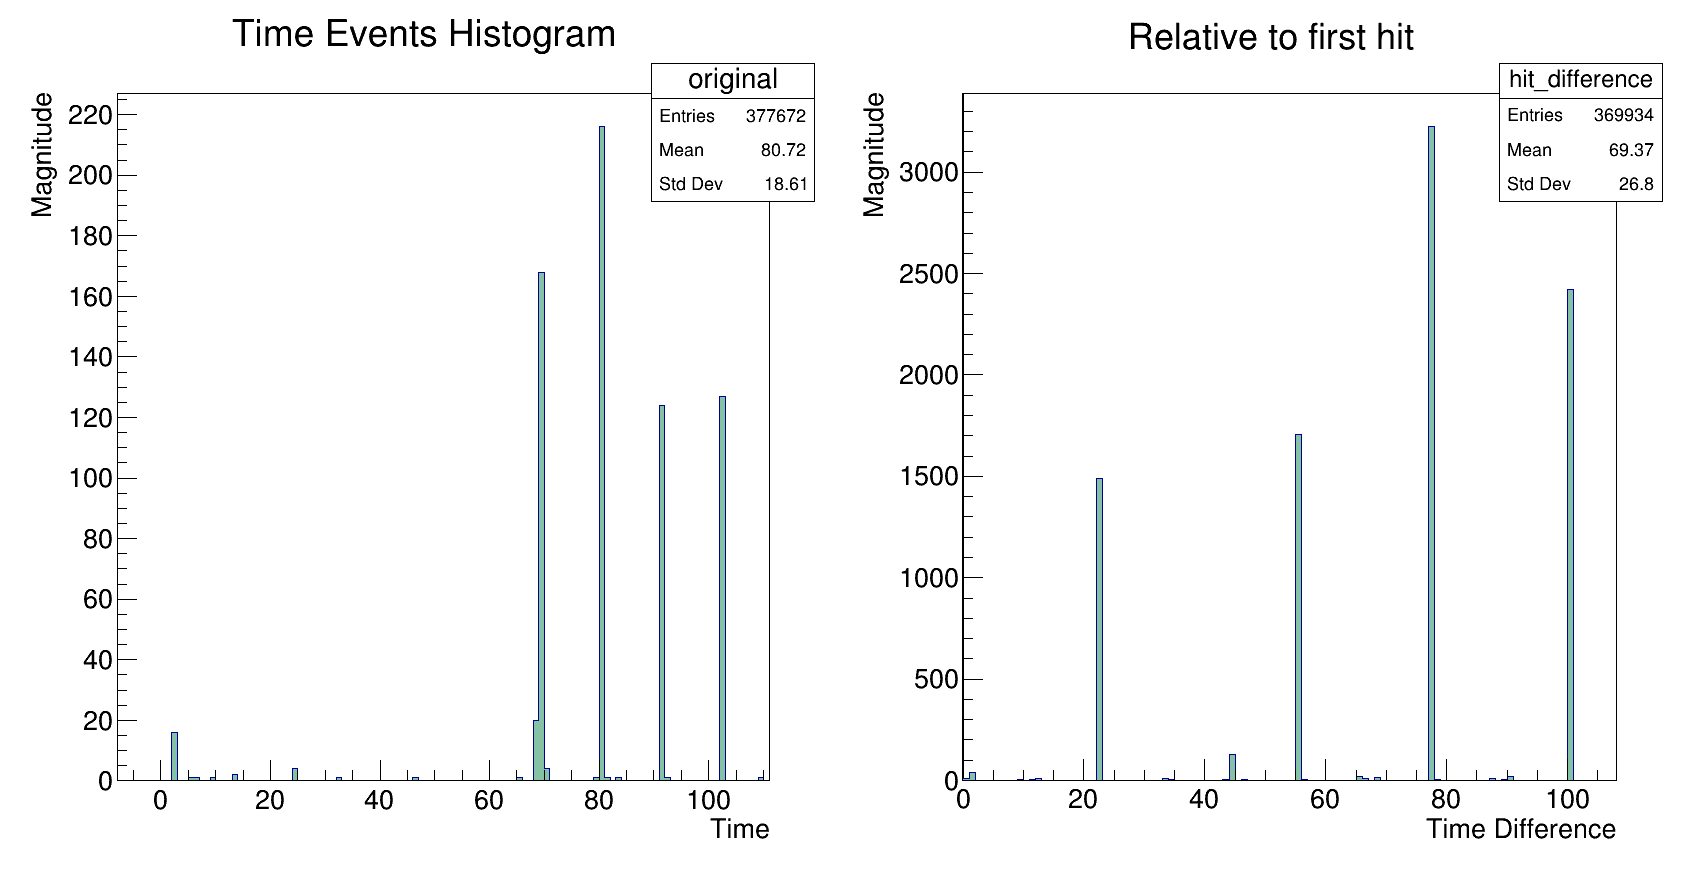 Time Events Histogram
original
Entries 377672
Mean 80.72
Std Dev 18.61
Magnitude
220
200
180
160
140
120
100
80
60
40
20
0
0 20 40 60 80 100
Time
Relative to first hit
hit_difference
Entries 369934
Mean 69.37
Std Dev 26.8
Magnitude
3000
2500
2000
1500
1000
500
0
0 20 40 60 80 100
Time Difference